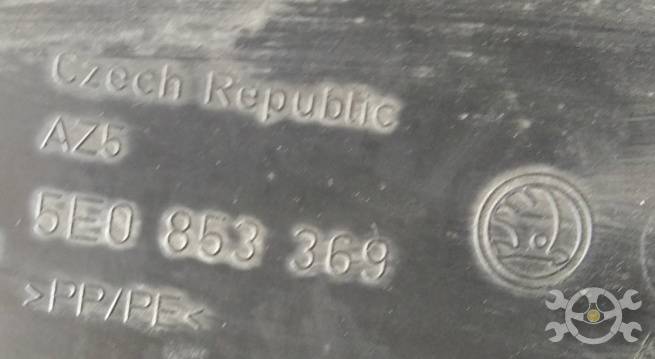 Czech Republic
AZ5
5E0 853 369
>PP/PE<